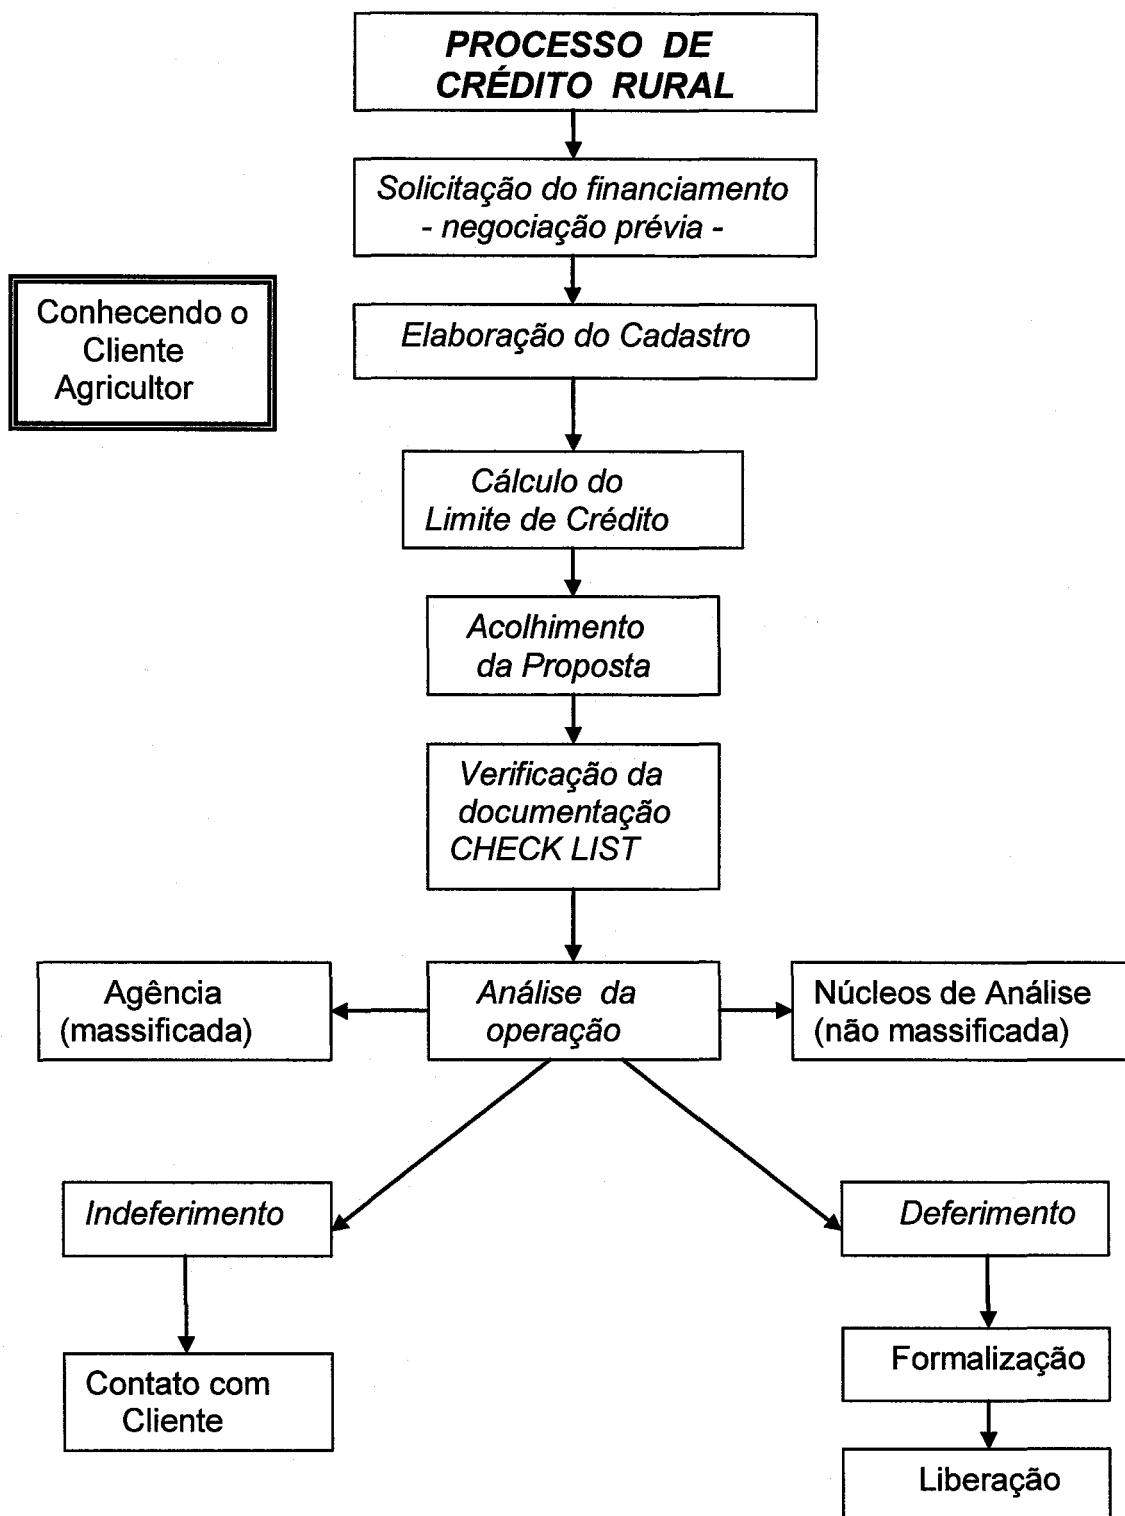 PROCESSO DE
CRÉDITO RURAL
Solicitação do financiamento
- negociação prévia -
Conhecendo o
Cliente
Agricultor
Elaboração do Cadastro
Cálculo do
Limite de Crédito
Acolhimento
da Proposta
Verificação da
documentação
CHECK LIST
Agência
(massificada)
Análise da
operação
Núcleos de Análise
(não massificada)
Indeferimento
Deferimento
Contato com
Cliente
Formalização
Liberação